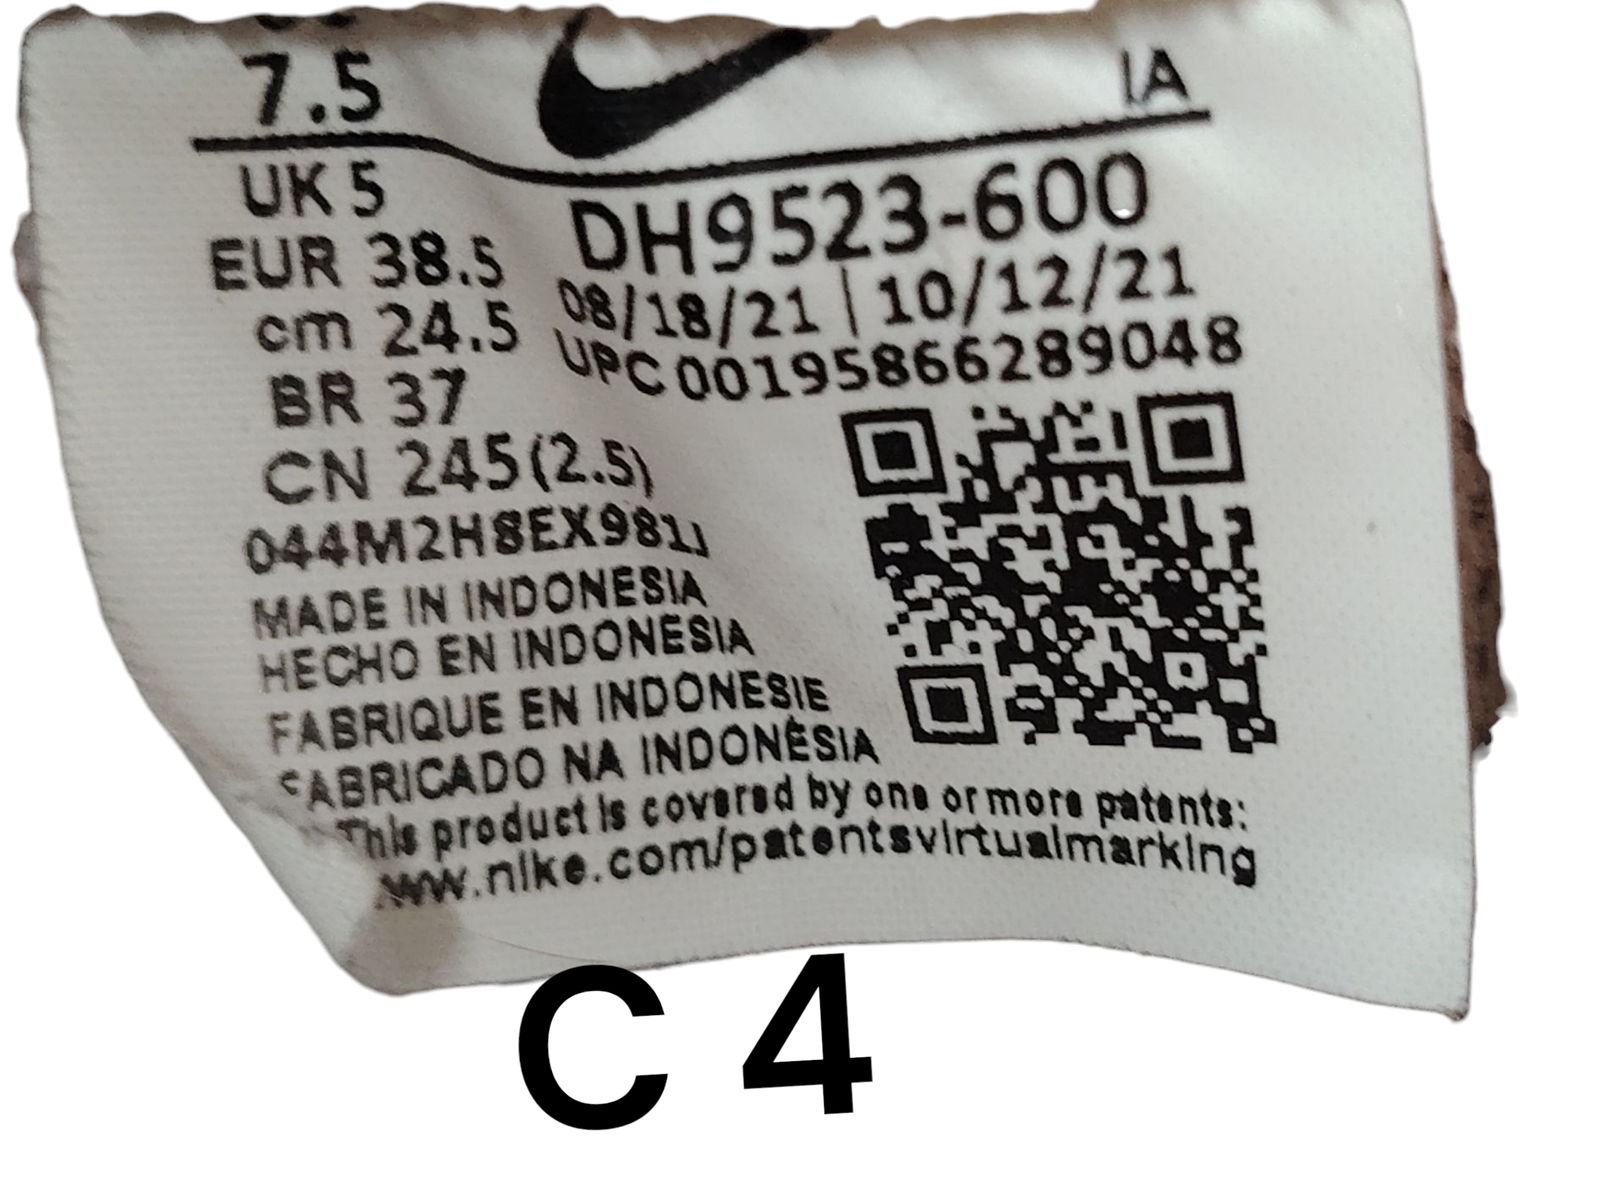 7.5
IA
UK 5
EUR 38.5
cm 24.5
BR 37
CN 245 (2.5)
DH9523-600
08/18/21 | 10/12/21
UPC 00195866289048
044M2H8EX981J
MADE IN INDONESIA
HECHO EN INDONESIA
FABRIQUE EN INDONESIE
FABRICADO NA INDONÉSIA
This product is covered by one or more patents:
www.nike.com/patentsvirtualmarking
C 4